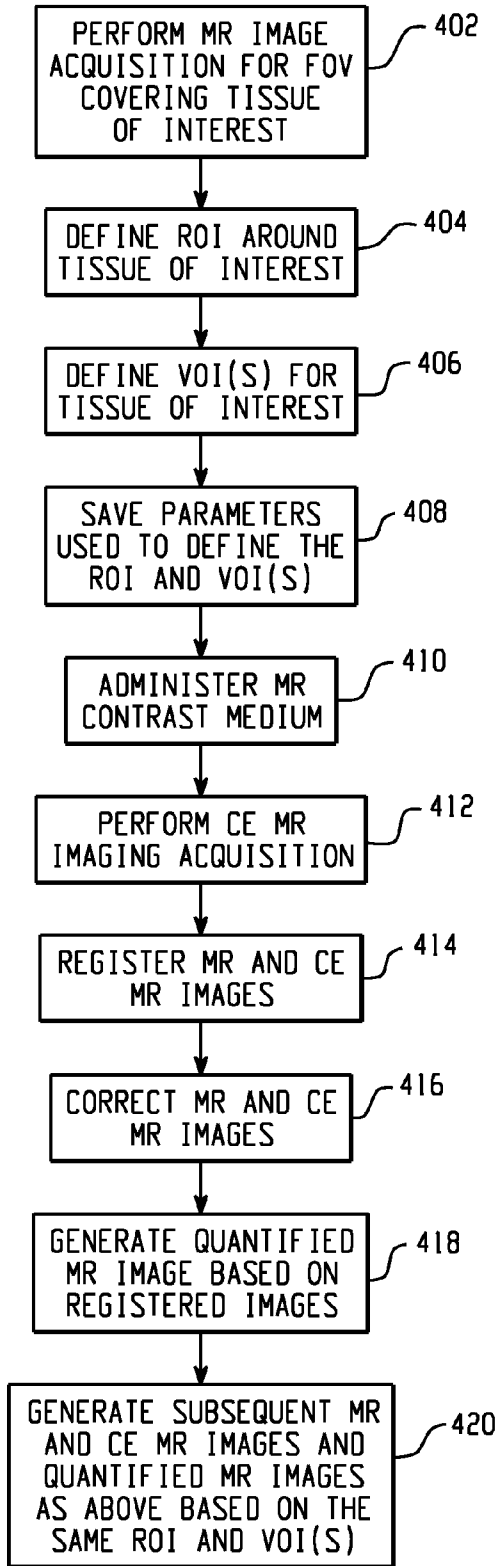 PERFORM MR IMAGE
ACQUISITION FOR FOV
COVERING TISSUE
OF INTEREST
402
DEFINE ROI AROUND
TISSUE OF INTEREST
404
DEFINE VOI(S) FOR
TISSUE OF INTEREST
406
SAVE PARAMETERS
USED TO DEFINE THE
ROI AND VOI(S)
408
ADMINISTER MR
CONTRAST MEDIUM
410
PERFORM CE MR
IMAGING ACQUISITION
412
REGISTER MR AND CE
MR IMAGES
414
CORRECT MR AND CE
MR IMAGES
416
GENERATE QUANTIFIED
MR IMAGE BASED ON
REGISTERED IMAGES
418
GENERATE SUBSEQUENT MR
AND CE MR IMAGES AND
QUANTIFIED MR IMAGES
AS ABOVE BASED ON THE
SAME ROI AND VOI(S)
420